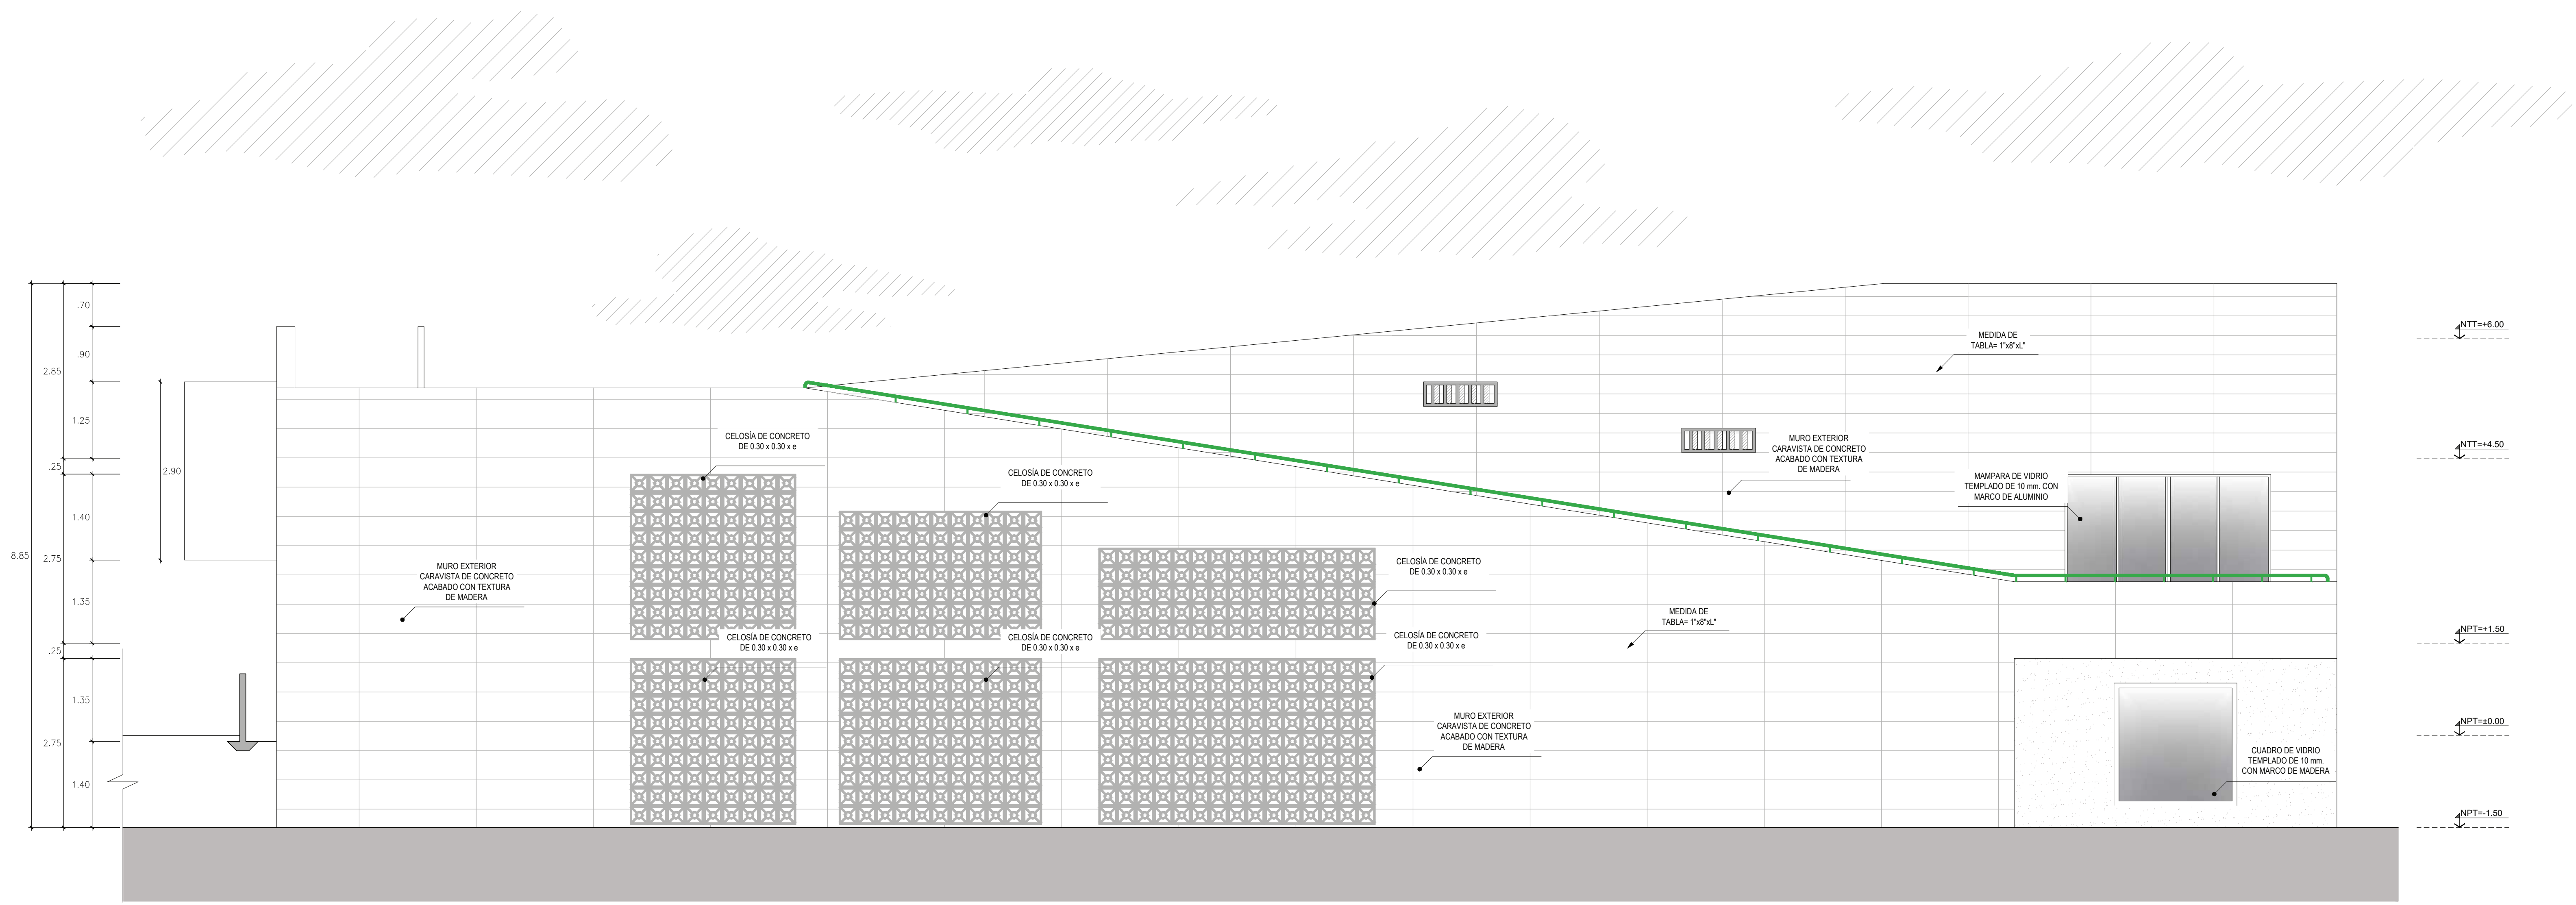 .70
.90
2.85
1.25
.25
2.90
1.40
8.85
2.75
1.35
.25
1.35
2.75
1.40
CELOSÍA DE CONCRETO
DE 0.30 x 0.30 x e
CELOSÍA DE CONCRETO
DE 0.30 x 0.30 x e
MURO EXTERIOR
CARAVISTA DE CONCRETO
ACABADO CON TEXTURA
DE MADERA
CELOSÍA DE CONCRETO
DE 0.30 x 0.30 x e
CELOSÍA DE CONCRETO
DE 0.30 x 0.30 x e
CELOSÍA DE CONCRETO
DE 0.30 x 0.30 x e
CELOSÍA DE CONCRETO
DE 0.30 x 0.30 x e
MURO EXTERIOR
CARAVISTA DE CONCRETO
ACABADO CON TEXTURA
DE MADERA
MEDIDA DE
TABLA= 1"x8"xL"
MEDIDA DE
TABLA= 1"x8"xL"
MURO EXTERIOR
CARAVISTA DE CONCRETO
ACABADO CON TEXTURA
DE MADERA
MAMPARA DE VIDRIO
TEMPLADO DE 10 mm. CON
MARCO DE ALUMINIO
CUADRO DE VIDRIO
TEMPLADO DE 10 mm.
CON MARCO DE MADERA
NTT=+6.00
NTT=+4.50
NPT=+1.50
NPT=±0.00
NPT=-1.50